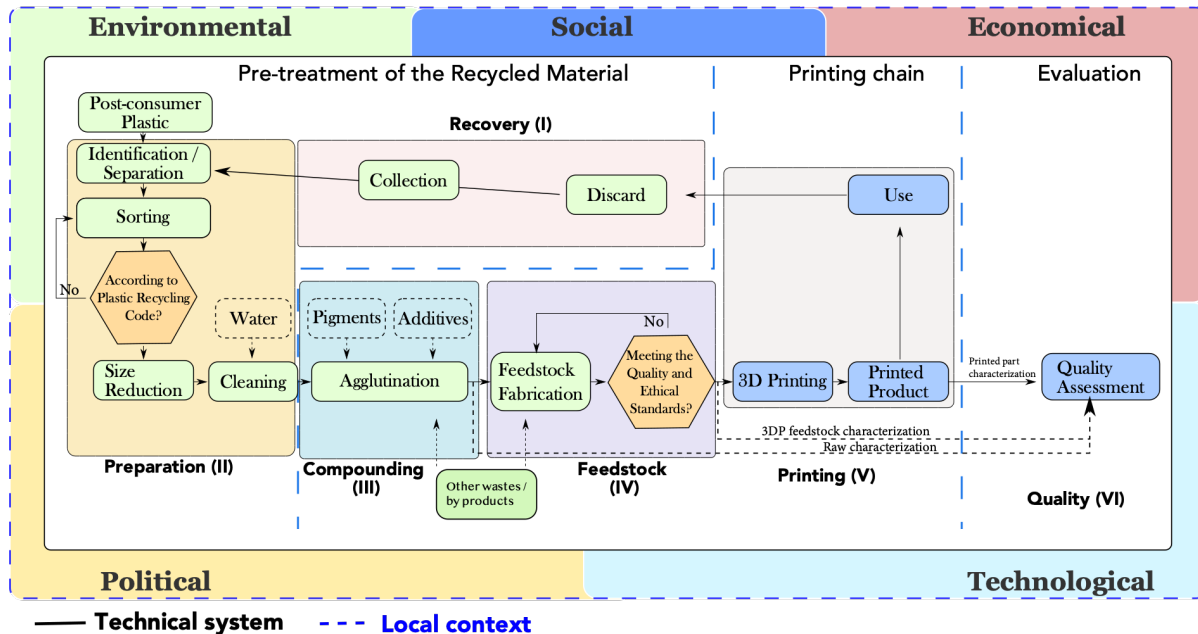 Environmental
Social
Economical
Pre-treatment of the Recycled Material
Printing chain
Evaluation
Post-consumer
Plastic
Recovery (I)
Identification /
Separation
Collection
Discard
Use
Sorting
No
According to
Plastic Recycling
Code?
Water
Pigments
Additives
No
Size
Reduction
Cleaning
Agglutination
Feedstock
Fabrication
Meeting the
Quality and
Ethical
Standards?
3D Printing
Printed
Product
Printed part
characterization
Quality
Assessment
3DP feedstock characterization
Raw characterization
Preparation (II)
Compounding
(III)
Other wastes /
by products
Feedstock
(IV)
Printing (V)
Quality (VI)
Political
Technological
Technical system
Local context